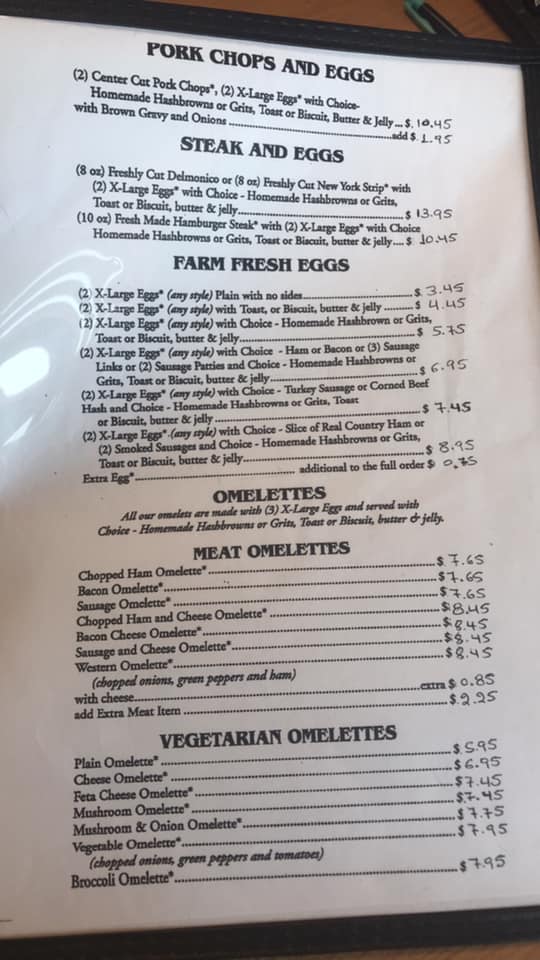 PORK CHOPS AND EGGS
(2) Center Cut Pork Chops*, (2) X-Large Eggs* with Choice-
Homemade Hashbrowns or Grits, Toast or Biscuit, Butter & Jelly... $. 10.45
with Brown Gravy and Onions ....................add $. 1.95
STEAK AND EGGS
(8 oz) Freshly Cut Delmonico or (8 oz) Freshly Cut New York Strip* with
(2) X-Large Eggs* with Choice - Homemade Hashbrowns or Grits,
Toast or Biscuit, butter & jelly....................$ 13.95
(10 oz) Fresh Made Hamburger Steak* with (2) X-Large Eggs* with Choice
Homemade Hashbrowns or Grits, Toast or Biscuit, butter & jelly.... $ 10.45
FARM FRESH EGGS
(2) X-Large Eggs* (any style) Plain with no sides....................$ 3.45
(2) X-Large Eggs* (any style) with Toast, or Biscuit, butter & jelly .......... $ 4.45
(2) X-Large Eggs* (any style) with Choice - Homemade Hashbrown or Grits,
Toast or Biscuit, butter & jelly....................$ 5.75
(2) X-Large Eggs* (any style) with Choice - Ham or Bacon or (3) Sausage
Links or (2) Sausage Patties and Choice - Homemade Hashbrowns or
Grits, Toast or Biscuit, butter & jelly....................$ 6.95
(2) X-Large Eggs* (any style) with Choice - Turkey Sausage or Corned Beef
Hash and Choice - Homemade Hashbrowns or Grits, Toast
or Biscuit, butter & jelly ....................$ 7.45
(2) X-Large Eggs* (any style) with Choice - Slice of Real Country Ham or
(2) Smoked Sausages and Choice - Homemade Hashbrowns or Grits,
Toast or Biscuit, butter & jelly....................$ 8.95
Extra Egg*.................... additional to the full order $ 0.75
OMELETTES
All our omelets are made with (3) X-Large Eggs and served with
Choice - Homemade Hashbrowns or Grits, Toast or Biscuit, butter & jelly.
MEAT OMELETTES
Chopped Ham Omelette*....................$ 7.65
Bacon Omelette*....................$7.65
Sausage Omelette* ....................$7.65
Chopped Ham and Cheese Omelette* ....................$8.45
Bacon Cheese Omelette*....................$8.45
Sausage and Cheese Omelette*....................$8.45
Western Omelette*....................$8.45
(chopped onions, green peppers and ham)
with cheese....................extra $ 0.85
add Extra Meat Item ....................$.2.25
VEGETARIAN OMELETTES
Plain Omelette*....................$ 5.95
Cheese Omelette* ....................$6.95
Feta Cheese Omelette*....................$7.45
Mushroom Omelette*....................$7.45
Mushroom & Onion Omelette*....................$7.75
Vegetable Omelette*....................$7.95
(chopped onions, green peppers and tomatoes)
Broccoli Omelette*....................$7.95